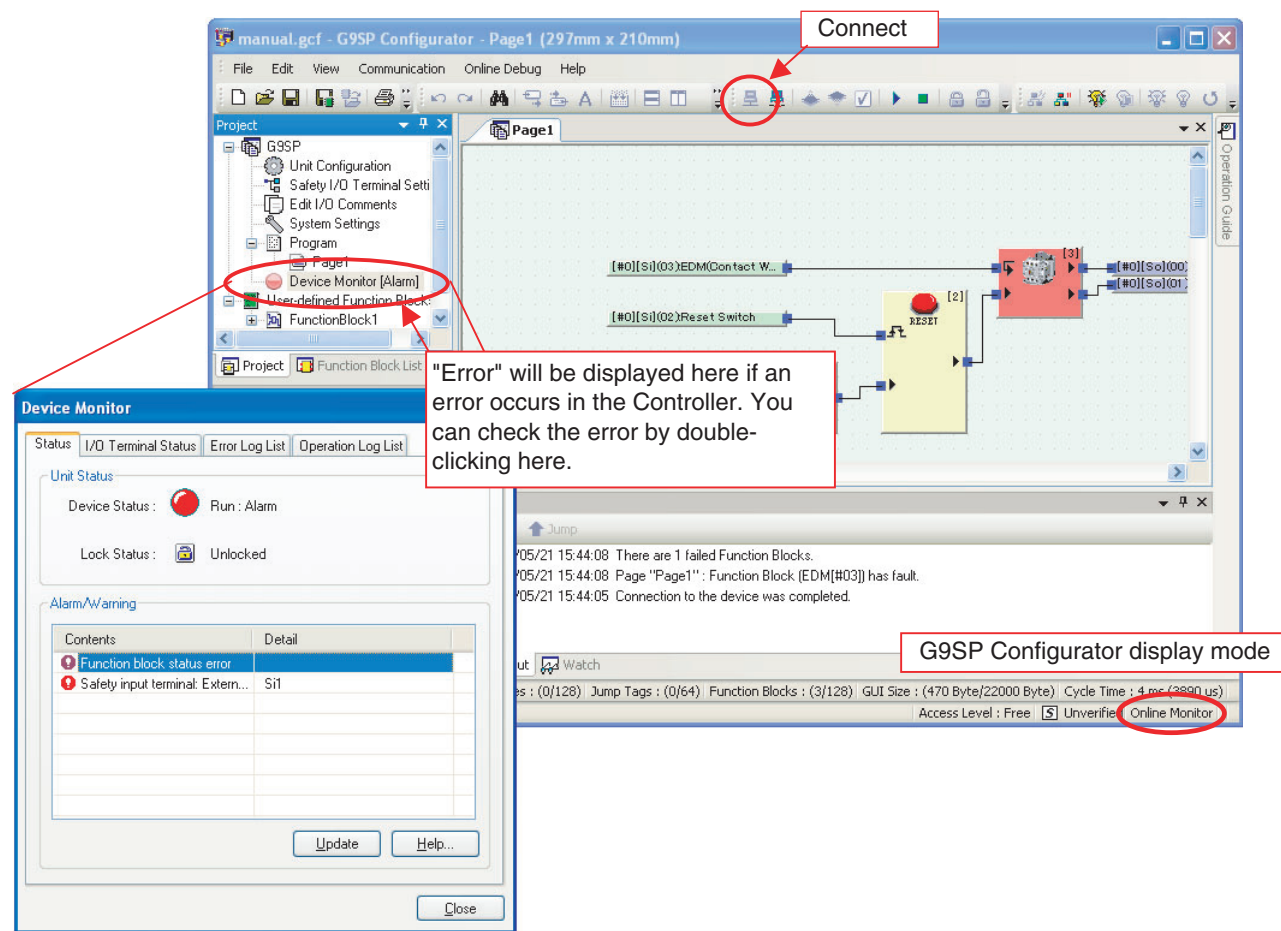 Connect
manual.gcf - G9SP Configurator - Page1 (297mm x 210mm)
File Edit View Communication Online Debug Help
Project
Page1
G9SP
Unit Configuration
Safety I/O Terminal Setti
Edit I/O Comments
System Settings
Program
Page1
Device Monitor [Alarm]
User-defined Function Block:
FunctionBlock1
Project Function Block List
Operation Guide
[#0][Si](03):EDM(Contact W...
[#0][Si](02):Reset Switch
[2]
RESET
[3]
[#0][So](00)
[#0][So](01)
"Error" will be displayed here if an
error occurs in the Controller. You
can check the error by double-
clicking here.
Device Monitor
Status I/O Terminal Status Error Log List Operation Log List
Unit Status
Device Status : Run : Alarm
Lock Status : Unlocked
Alarm/Warning
Contents Detail
Function block status error
Safety input terminal: Extern... Si1
Update Help...
Close
Jump
/05/21 15:44:08 There are 1 failed Function Blocks.
/05/21 15:44:08 Page "Page1" : Function Block (EDM[#03]) has fault.
/05/21 15:44:05 Connection to the device was completed.
G9SP Configurator display mode
ut Watch
es : (0/128) Jump Tags : (0/64) Function Blocks : (3/128) GUI Size : (470 Byte/22000 Byte) Cycle Time : 4 ms (3890 us)
Access Level : Free S Unverifie Online Monitor